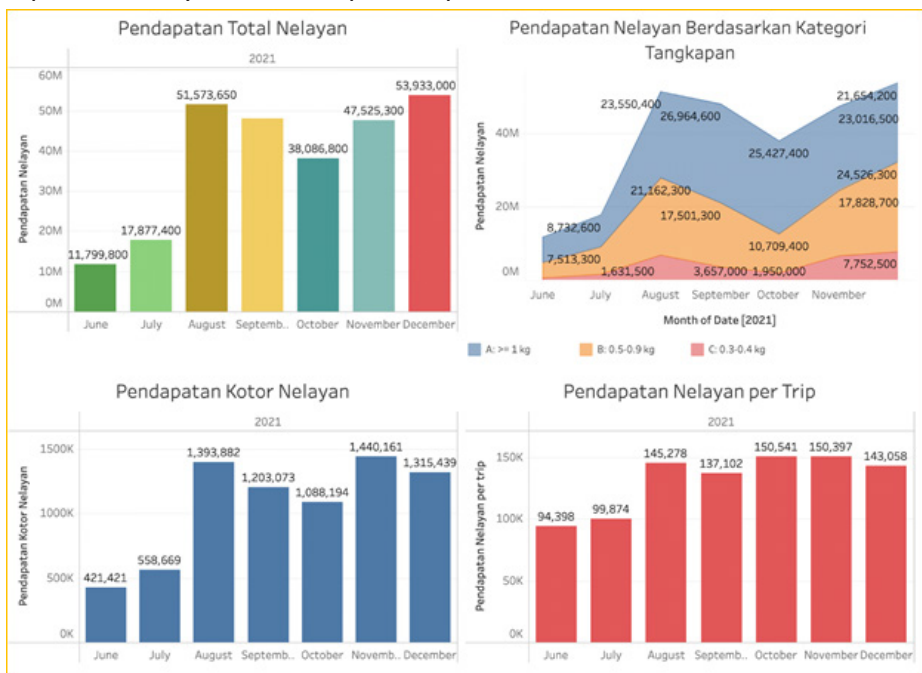 Pendapatan Total Nelayan
2021
Pendapatan Nelayan
60M
50M
40M
30M
20M
10M
0M
11,799,800
17,877,400
51,573,650
38,086,800
47,525,300
53,933,000
June
July
August
Septemb..
October
November
December
Pendapatan Nelayan Berdasarkan Kategori
Tangkapan
Pendapatan Nelayan
40M
20M
0M
8,732,600
7,513,300
1,631,500
23,550,400
21,162,300
26,964,600
17,501,300
3,657,000
25,427,400
10,709,400
1,950,000
21,654,200
23,016,500
24,526,300
17,828,700
7,752,500
June
July
August
September
October
November
Month of Date [2021]
A: >= 1 kg
B: 0.5-0.9 kg
C: 0.3-0.4 kg
Pendapatan Kotor Nelayan
2021
Pendapatan Kotor Nelayan
1500K
1000K
500K
0K
421,421
558,669
1,393,882
1,203,073
1,088,194
1,440,161
1,315,439
June
July
August
Septemb..
October
Novemb..
December
Pendapatan Nelayan per Trip
2021
Pendapatan Nelayan per trip
150K
100K
50K
0K
94,398
99,874
145,278
137,102
150,541
150,397
143,058
June
July
August
Septemb..
October
November
December